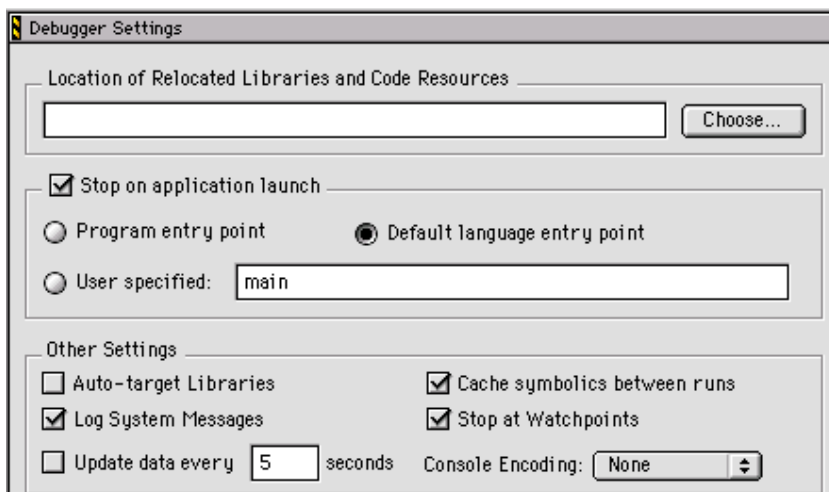 Debugger Settings
Location of Relocated Libraries and Code Resources
Choose...
Stop on application launch
Program entry point Default language entry point
User specified: main
Other Settings
Auto-target Libraries Cache symbolics between runs
Log System Messages Stop at Watchpoints
Update data every 5 seconds Console Encoding: None